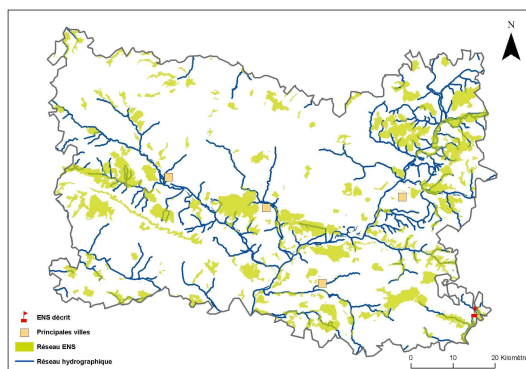 N
ENS décrit
Principales villes
Réseau ENS
Réseau hydrographique
0 10 20 Kilomètre